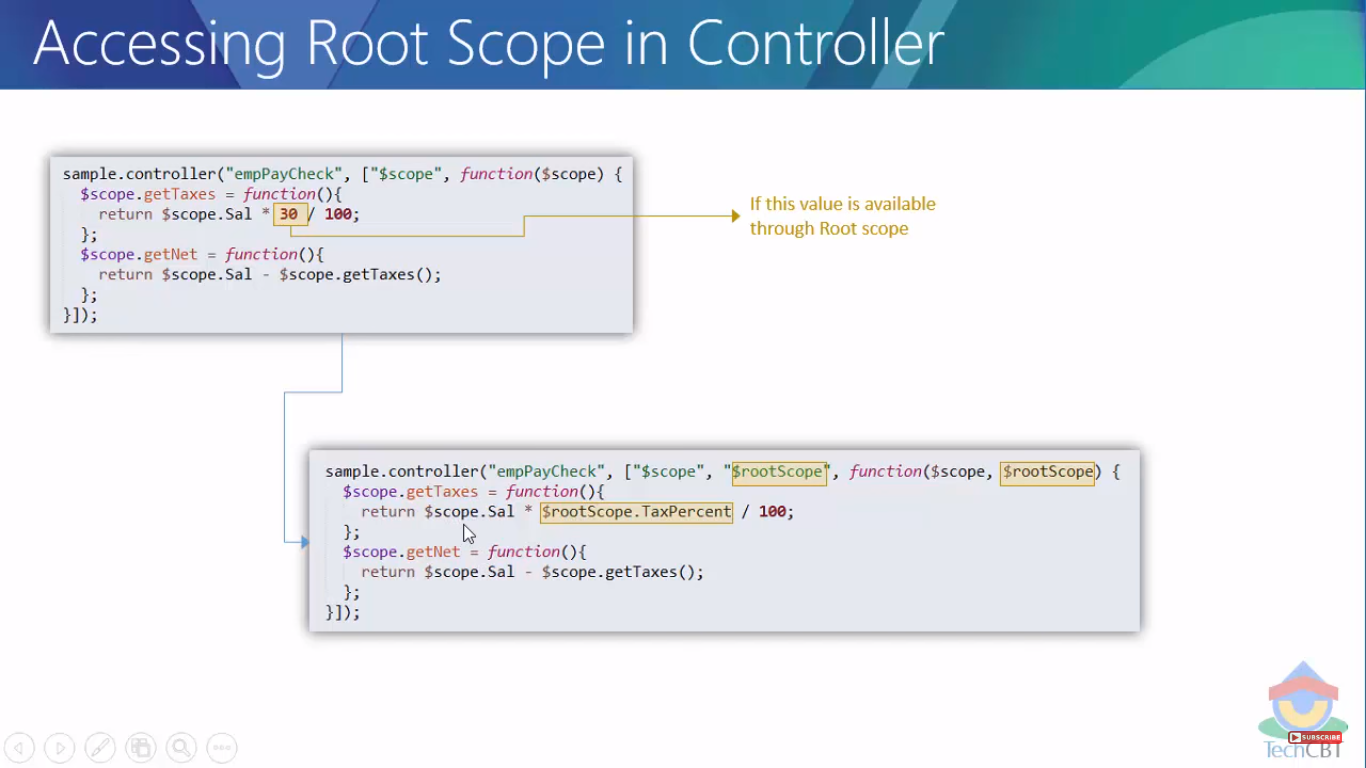 Accessing Root Scope in Controller
sample.controller("empPayCheck", ["$scope", function($scope) {
$scope.getTaxes = function(){
return $scope.Sal * 30 / 100;
};
$scope.getNet = function(){
return $scope.Sal - $scope.getTaxes();
};
}]);
If this value is available
through Root scope
sample.controller("empPayCheck", ["$scope", "$rootScope", function($scope, $rootScope) {
$scope.getTaxes = function(){
return $scope.Sal * $rootScope.TaxPercent / 100;
};
$scope.getNet = function(){
return $scope.Sal - $scope.getTaxes();
};
}]);
SUBSCRIBE
TechCBT